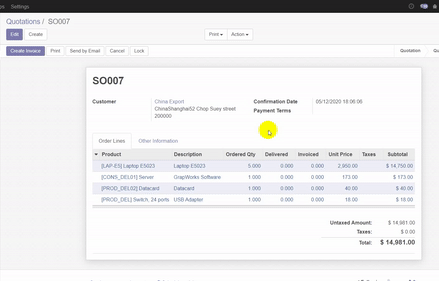 Settings
Quotations / SO007
Edit Create Print Action
Create Invoice Print Send by Email Cancel Lock Quotation
SO007
Customer China Export Confirmation Date 05/12/2020 18:06:06
ChinaShanghai52 Chop Suey street Payment Terms
200000
Order Lines Other Information
Product Description Ordered Qty Delivered Invoiced Unit Price Taxes Subtotal
[LAP-E5] Laptop E5023 Laptop E5023 5.000 0.000 0.000 2,950.00 $ 14,750.00
[CONS_DEL01] Server GrapWorks Software 1.000 0.000 0.000 173.00 $ 173.00
[PROD_DEL02] Datacard Datacard 1.000 0.000 0.000 40.00 $ 40.00
[PROD_DEL] Switch, 24 ports USB Adapter 1.000 0.000 0.000 18.00 $ 18.00
Untaxed Amount: $ 14,981.00
Taxes: $ 0.00
Total: $ 14,981.00